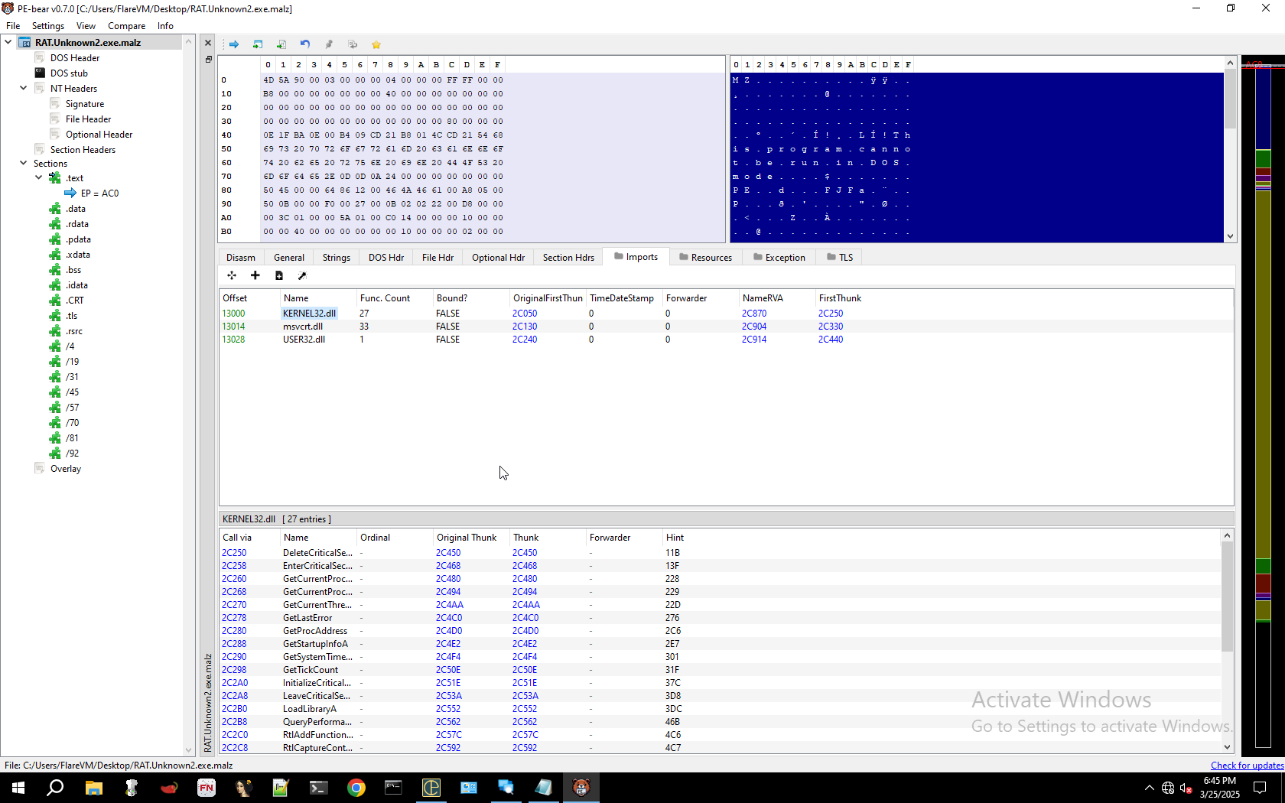 PE-bear v0.7.0 [C:/Users/FlareVM/Desktop/RAT.Unknown2.exe.malz]
File Settings View Compare Info
RAT.Unknown2.exe.malz
DOS Header
DOS stub
NT Headers
Signature
File Header
Optional Header
Section Headers
Sections
.text
EP = AC0
.data
.rdata
.pdata
.xdata
.bss
.idata
.CRT
.tls
.rsrc
/4
/19
/31
/45
/57
/70
/81
/92
Overlay
RAT.Unknown2.exe.malz
0 1 2 3 4 5 6 7 8 9 A B C D E F
0 4D 5A 90 00 03 00 00 00 04 00 00 00 FF FF 00 00
10 B8 00 00 00 00 00 00 00 40 00 00 00 00 00 00 00
20 00 00 00 00 00 00 00 00 00 00 00 00 00 00 00 00
30 00 00 00 00 00 00 00 00 00 00 00 00 80 00 00 00
40 0E 1F BA 0E 00 B4 09 CD 21 B8 01 4C CD 21 54 68
50 69 73 20 70 72 6F 67 72 61 6D 20 63 61 6E 6E 6F
60 74 20 62 65 20 72 75 6E 20 69 6E 20 44 4F 53 20
70 6D 6F 64 65 2E 0D 0D 0A 24 00 00 00 00 00 00 00
80 50 45 00 00 64 86 12 00 46 4A 46 61 00 A8 05 00
90 50 0B 00 00 F0 00 27 00 0B 02 02 22 00 D8 00 00
A0 00 3C 01 00 00 5A 01 00 C0 14 00 00 00 10 00 00
B0 00 00 40 00 00 00 00 00 00 10 00 00 00 02 00 00
0 1 2 3 4 5 6 7 8 9 A B C D E F
M Z . . . . . . . . . . ÿ ÿ . .
¸ . . . . . . . @ . . . . . . .
. . . . . . . . . . . . . . . .
. . . . . . . . . . . . . . . .
. . º . . ´ . Í ! ¸ . L Í ! T h
i s . p r o g r a m . c a n n o
t . b e . r u n . i n . D O S .
m o d e . . . . $ . . . . . . .
P E . . d . . . F J F a . ¨ . .
P . . . ð . ' . . . . " . Ø . .
. < . . . Z . . À . . . . . . .
. . @ . . . . . . . . . . . . .
Disasm General Strings DOS Hdr File Hdr Optional Hdr Section Hdrs Imports Resources Exception TLS
Offset Name Func. Count Bound? OriginalFirstThun TimeDateStamp Forwarder NameRVA FirstThunk
13000 KERNEL32.dll 27 FALSE 2C050 0 0 2C870 2C250
13014 msvcrt.dll 33 FALSE 2C130 0 0 2C904 2C330
13028 USER32.dll 1 FALSE 2C240 0 0 2C914 2C440
KERNEL32.dll [ 27 entries ]
Call via Name Ordinal Original Thunk Thunk Forwarder Hint
2C250 DeleteCriticalSe... - 2C450 2C450 - 11B
2C258 EnterCriticalSec... - 2C468 2C468 - 13F
2C260 GetCurrentProc... - 2C480 2C480 - 228
2C268 GetCurrentProc... - 2C494 2C494 - 229
2C270 GetCurrentThre... - 2C4AA 2C4AA - 22D
2C278 GetLastError - 2C4C0 2C4C0 - 276
2C280 GetProcAddress - 2C4D0 2C4D0 - 2C6
2C288 GetStartupInfoA - 2C4E2 2C4E2 - 2E7
2C290 GetSystemTime... - 2C4F4 2C4F4 - 301
2C298 GetTickCount - 2C50E 2C50E - 31F
2C2A0 InitializeCritical... - 2C51E 2C51E - 37C
2C2A8 LeaveCriticalSe... - 2C53A 2C53A - 3D8
2C2B0 LoadLibraryA - 2C552 2C552 - 3DC
2C2B8 QueryPerforma... - 2C562 2C562 - 46B
2C2C0 RtlAddFunction... - 2C57C 2C57C - 4C6
2C2C8 RtlCaptureCont... - 2C592 2C592 - 4C7
AC0
Activate Windows
Go to Settings to activate Windows.
File: C:/Users/FlareVM/Desktop/RAT.Unknown2.exe.malz
Check for updates
FN
6:45 PM
3/25/2025